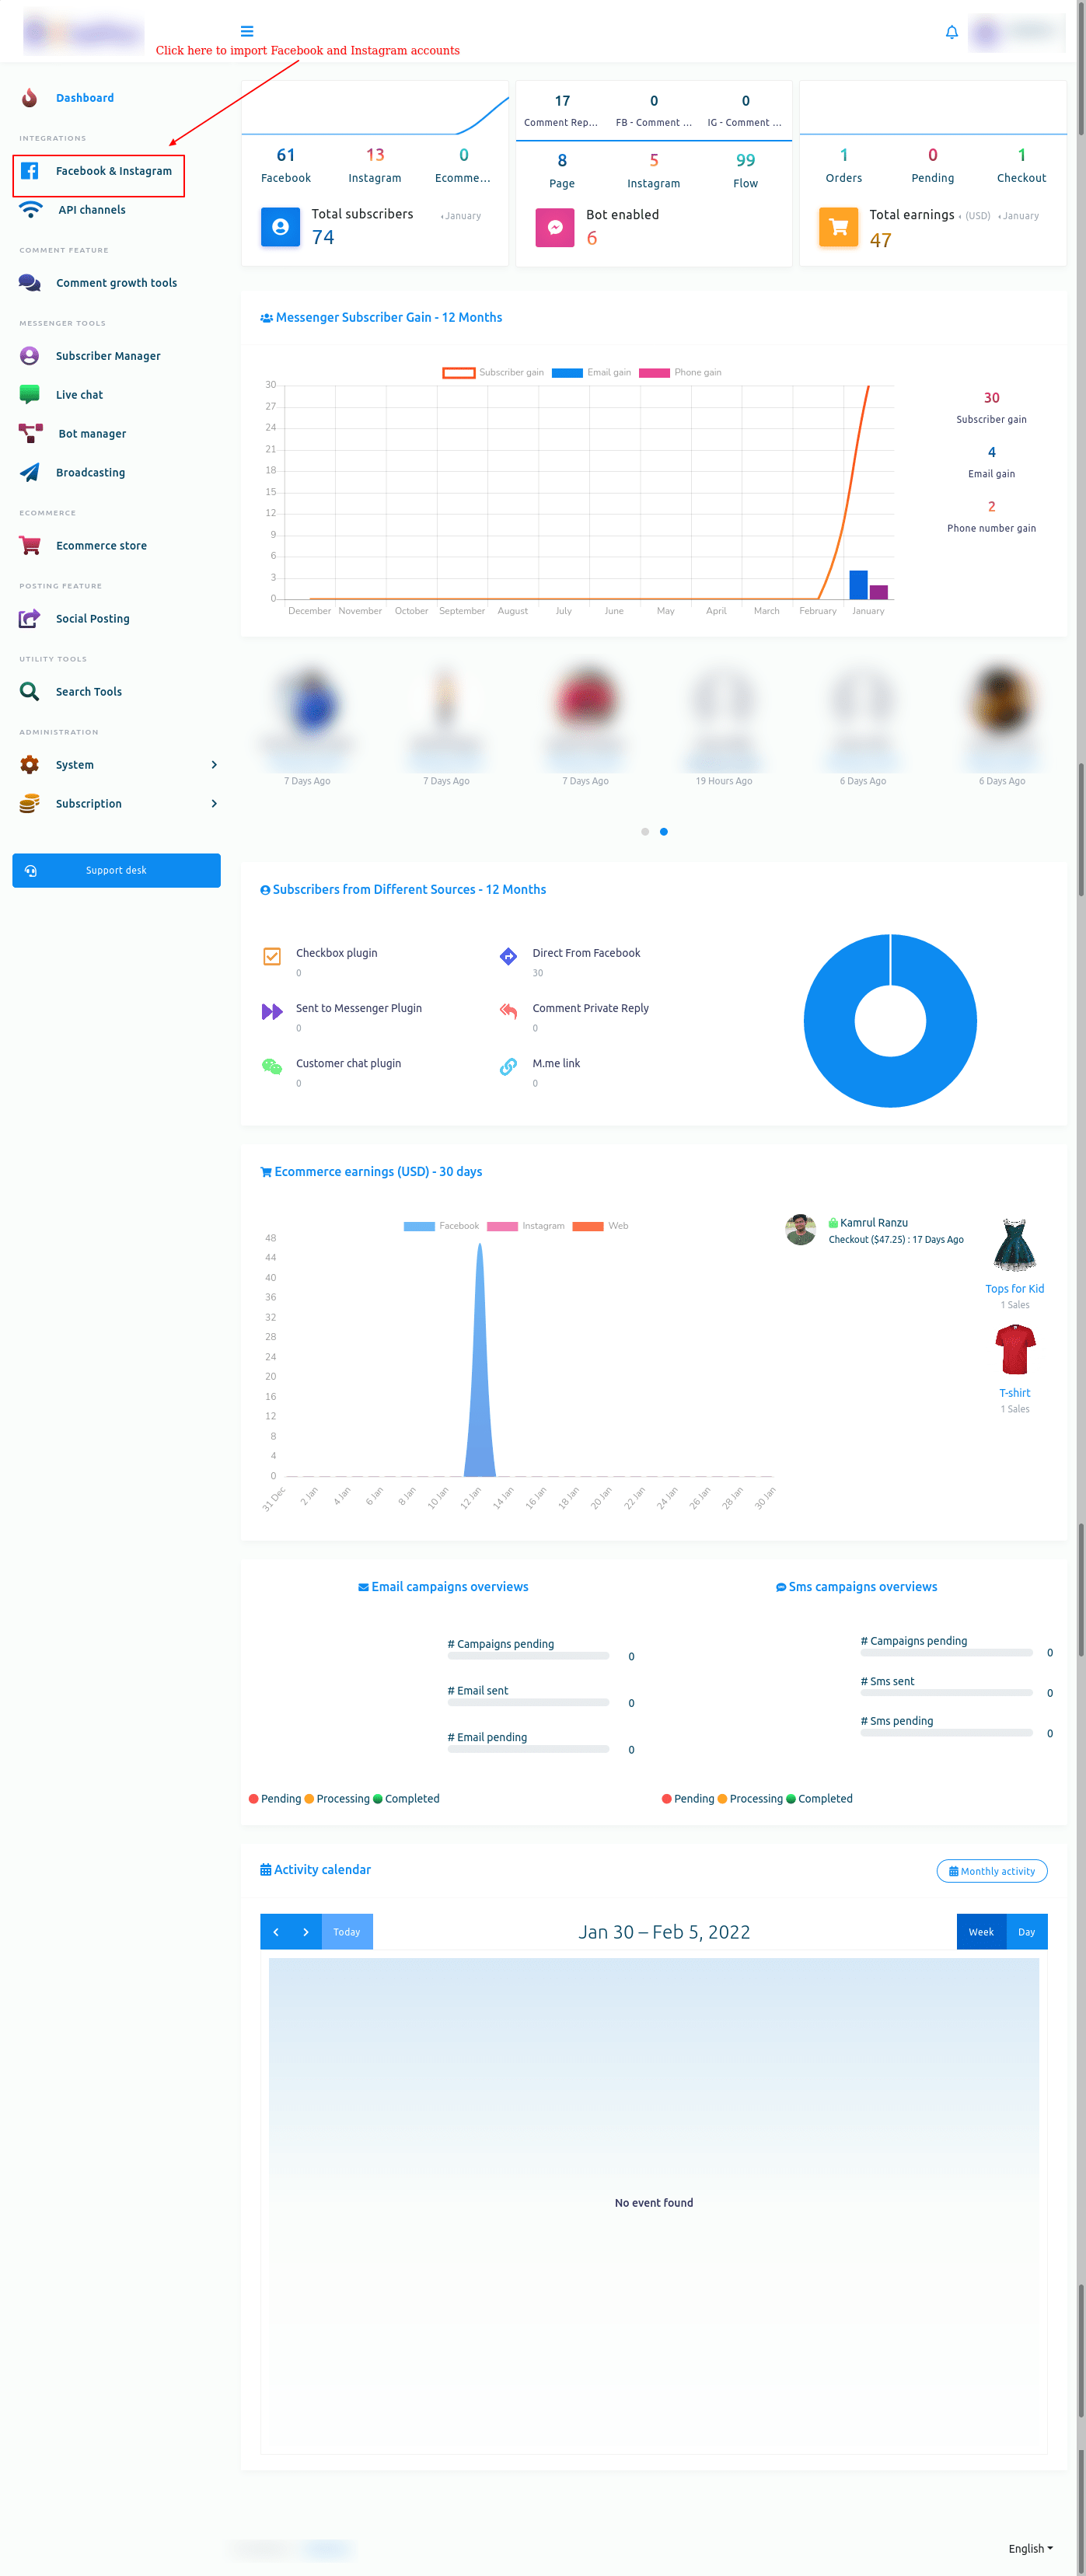 Click here to import Facebook and Instagram accounts
Dashboard
INTEGRATIONS
Facebook & Instagram
API channels
COMMENT FEATURE
Comment growth tools
MESSENGER TOOLS
Subscriber Manager
Live chat
Bot manager
Broadcasting
ECOMMERCE
Ecommerce store
POSTING FEATURE
Social Posting
UTILITY TOOLS
Search Tools
ADMINISTRATION
System
Subscription
Support desk
61 13 0
Facebook Instagram Ecomme...
Total subscribers January
74
17 0 0
Comment Rep... FB - Comment ... IG - Comment ...
8 5 99
Page Instagram Flow
Bot enabled
6
1 0 1
Orders Pending Checkout
Total earnings (USD) January
47
Messenger Subscriber Gain - 12 Months
Subscriber gain Email gain Phone gain
30
27
24
21
18
15
12
9
6
3
0
December November October September August July June May April March February January
30
Subscriber gain
4
Email gain
2
Phone number gain
7 Days Ago 7 Days Ago 7 Days Ago 19 Hours Ago 6 Days Ago 6 Days Ago
Subscribers from Different Sources - 12 Months
Checkbox plugin
0
Direct From Facebook
30
Sent to Messenger Plugin
0
Comment Private Reply
0
Customer chat plugin
0
M.me link
0
Ecommerce earnings (USD) - 30 days
Facebook Instagram Web
48
44
40
36
32
28
24
20
16
12
8
4
0
31 Dec 2 Jan 4 Jan 6 Jan 8 Jan 10 Jan 12 Jan 14 Jan 16 Jan 18 Jan 20 Jan 22 Jan 24 Jan 26 Jan 28 Jan 30 Jan
Kamrul Ranzu
Checkout ($47.25) : 17 Days Ago
Tops for Kid
1 Sales
T-shirt
1 Sales
Email campaigns overviews
# Campaigns pending
0
# Email sent
0
# Email pending
0
Pending Processing Completed
Sms campaigns overviews
# Campaigns pending
0
# Sms sent
0
# Sms pending
0
Pending Processing Completed
Activity calendar
Monthly activity
Today
Jan 30 – Feb 5, 2022
Week Day
No event found
English